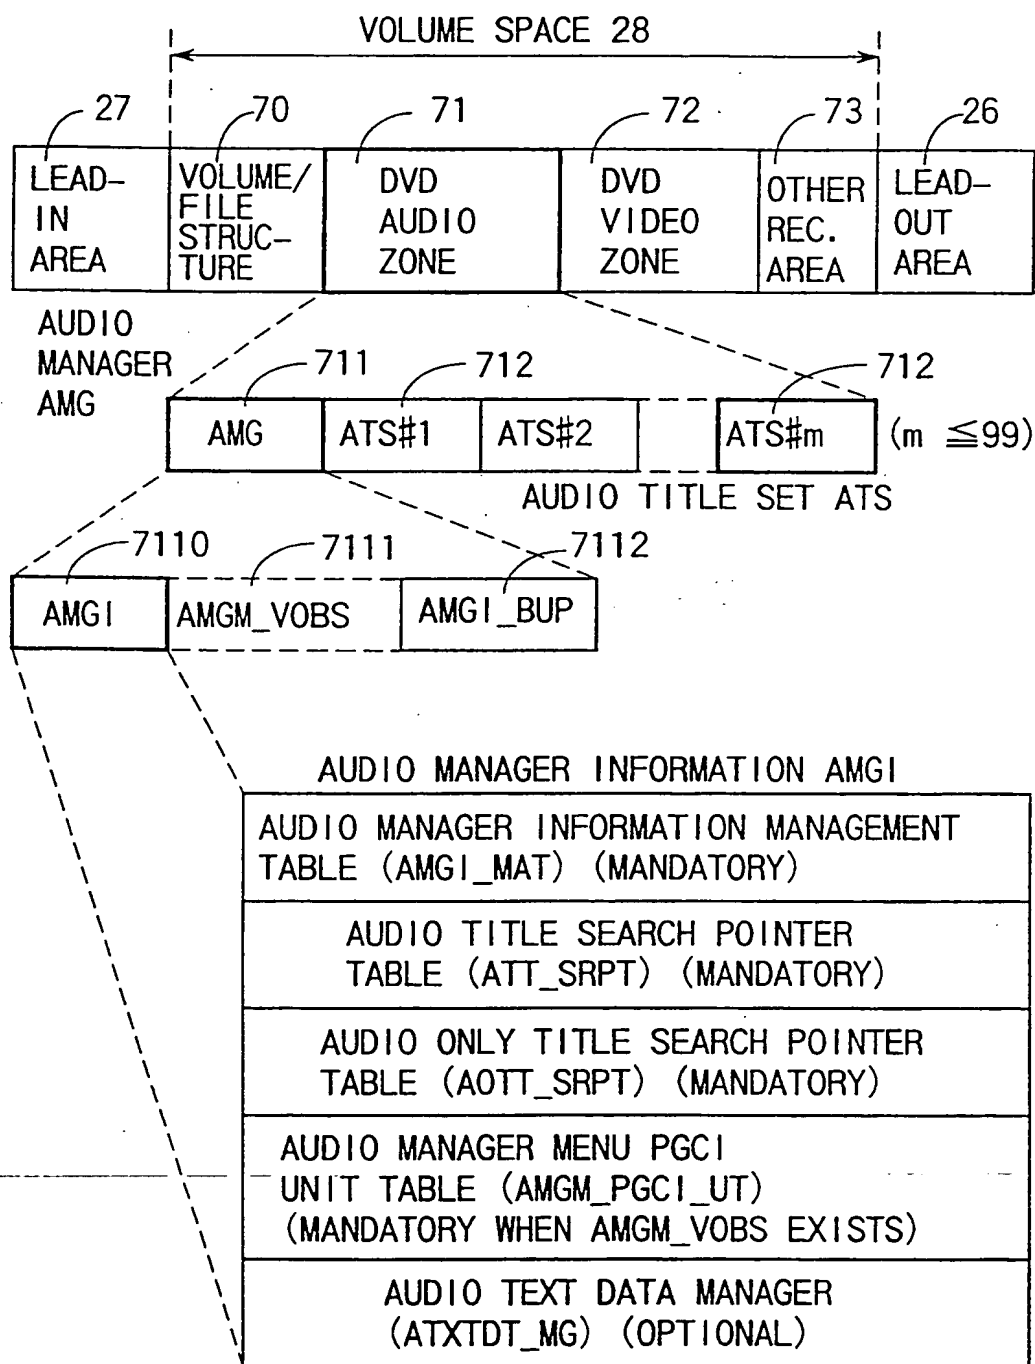 VOLUME SPACE 28
27
70
71
72
73
26
LEAD-
IN
AREA
VOLUME/
FILE
STRUC-
TURE
DVD
AUDIO
ZONE
DVD
VIDEO
ZONE
OTHER
REC.
AREA
LEAD-
OUT
AREA
AUDIO
MANAGER
AMG
711
712
712
AMG
ATS#1
ATS#2
ATS#m
(m ≦99)
AUDIO TITLE SET ATS
7110
7111
7112
AMGI
AMGM_VOBS
AMGI_BUP
AUDIO MANAGER INFORMATION AMGI
AUDIO MANAGER INFORMATION MANAGEMENT
TABLE (AMGI_MAT) (MANDATORY)
AUDIO TITLE SEARCH POINTER
TABLE (ATT_SRPT) (MANDATORY)
AUDIO ONLY TITLE SEARCH POINTER
TABLE (AOTT_SRPT) (MANDATORY)
AUDIO MANAGER MENU PGCI
UNIT TABLE (AMGM_PGCI_UT)
(MANDATORY WHEN AMGM_VOBS EXISTS)
AUDIO TEXT DATA MANAGER
(ATXTDT_MG) (OPTIONAL)